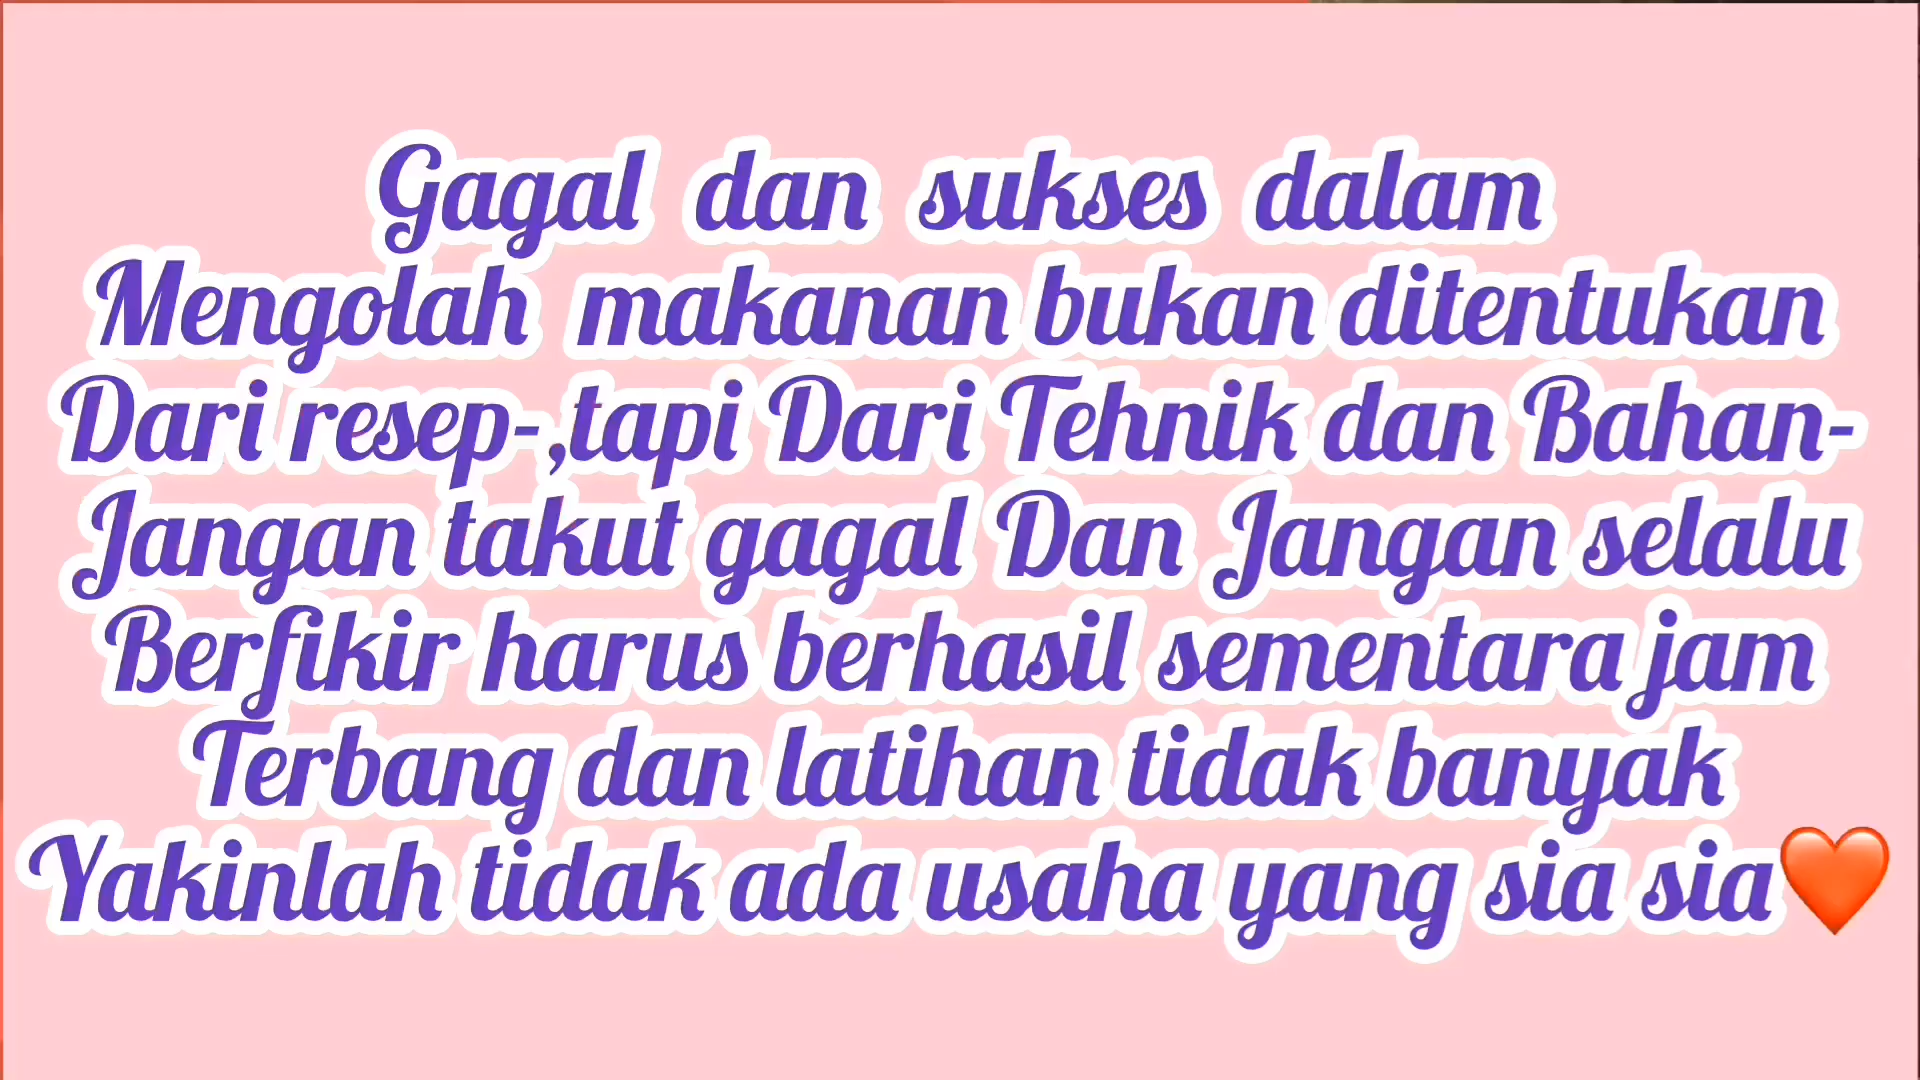 Gagal dan sukses dalam
Mengolah makanan bukan ditentukan
Dari resep-,tapi Dari Tehnik dan Bahan-
Jangan takut gagal Dan Jangan selalu
Berfikir harus berhasil sementara jam
Terbang dan latihan tidak banyak
Yakinlah tidak ada usaha yang sia sia❤️